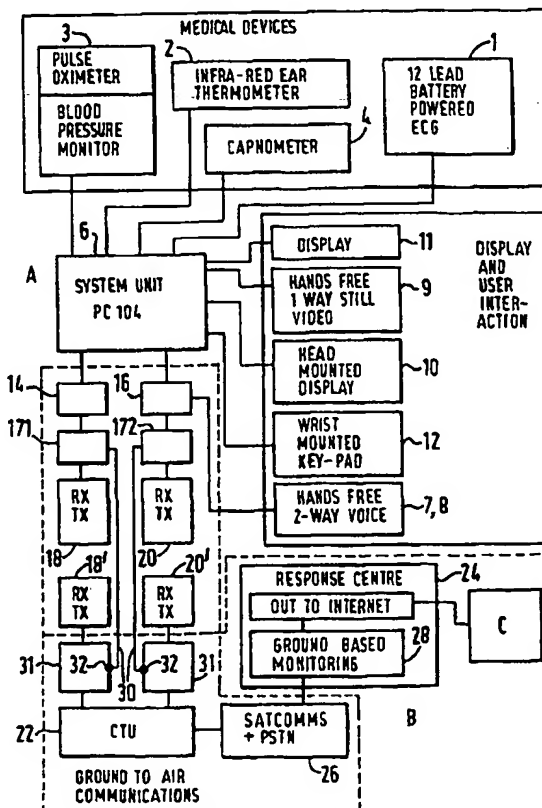 MEDICAL DEVICES
3
PULSE
OXIMETER
BLOOD
PRESSURE
MONITOR
2
INFRA-RED EAR
THERMOMETER
4
CAPNOMETER
1
12 LEAD
BATTERY
POWERED
ECG
6
A
SYSTEM UNIT
PC 104
DISPLAY
11
HANDS FREE
1 WAY STILL
VIDEO
9
HEAD
MOUNTED
DISPLAY
10
WRIST
MOUNTED
KEY-PAD
12
HANDS FREE
2-WAY VOICE
7, 8
DISPLAY
AND
USER
INTER-
ACTION
14
16
171
172
RX
TX
RX
TX
18
20
18'
20'
RX
TX
RX
TX
31
32
30
32
31
22
CTU
GROUND TO AIR
COMMUNICATIONS
RESPONSE CENTRE
24
OUT TO INTERNET
GROUND BASED
MONITORING
28
C
B
SATCOMMS
+ PSTN
26